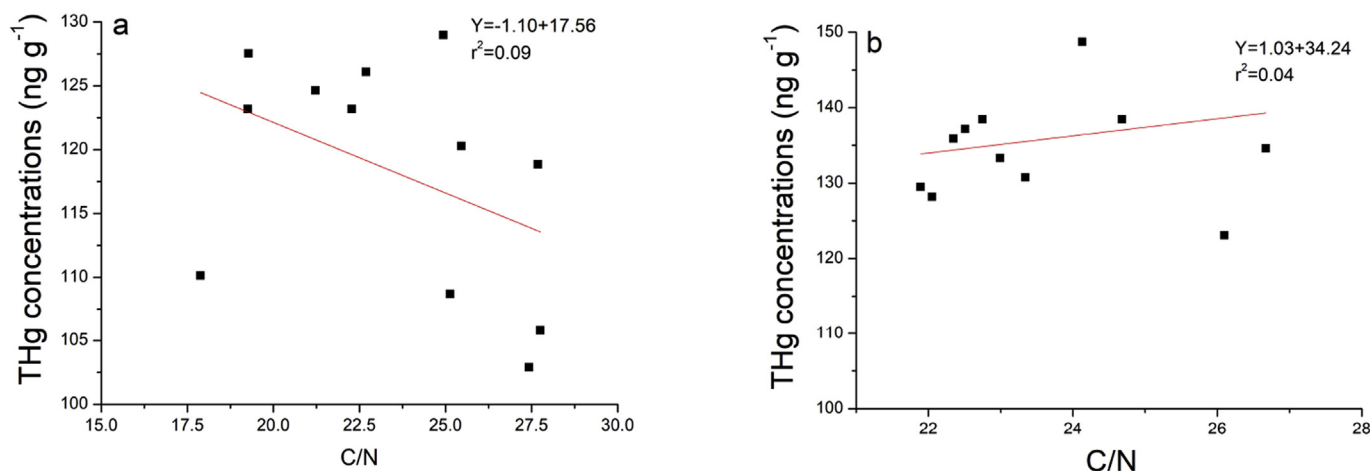 a
Y=-1.10+17.56
r²=0.09
THg concentrations (ng g⁻¹)
130
125
120
115
110
105
100
15.0 17.5 20.0 22.5 25.0 27.5 30.0
C/N
b
Y=1.03+34.24
r²=0.04
THg concentrations (ng g⁻¹)
150
140
130
120
110
100
22 24 26 28
C/N